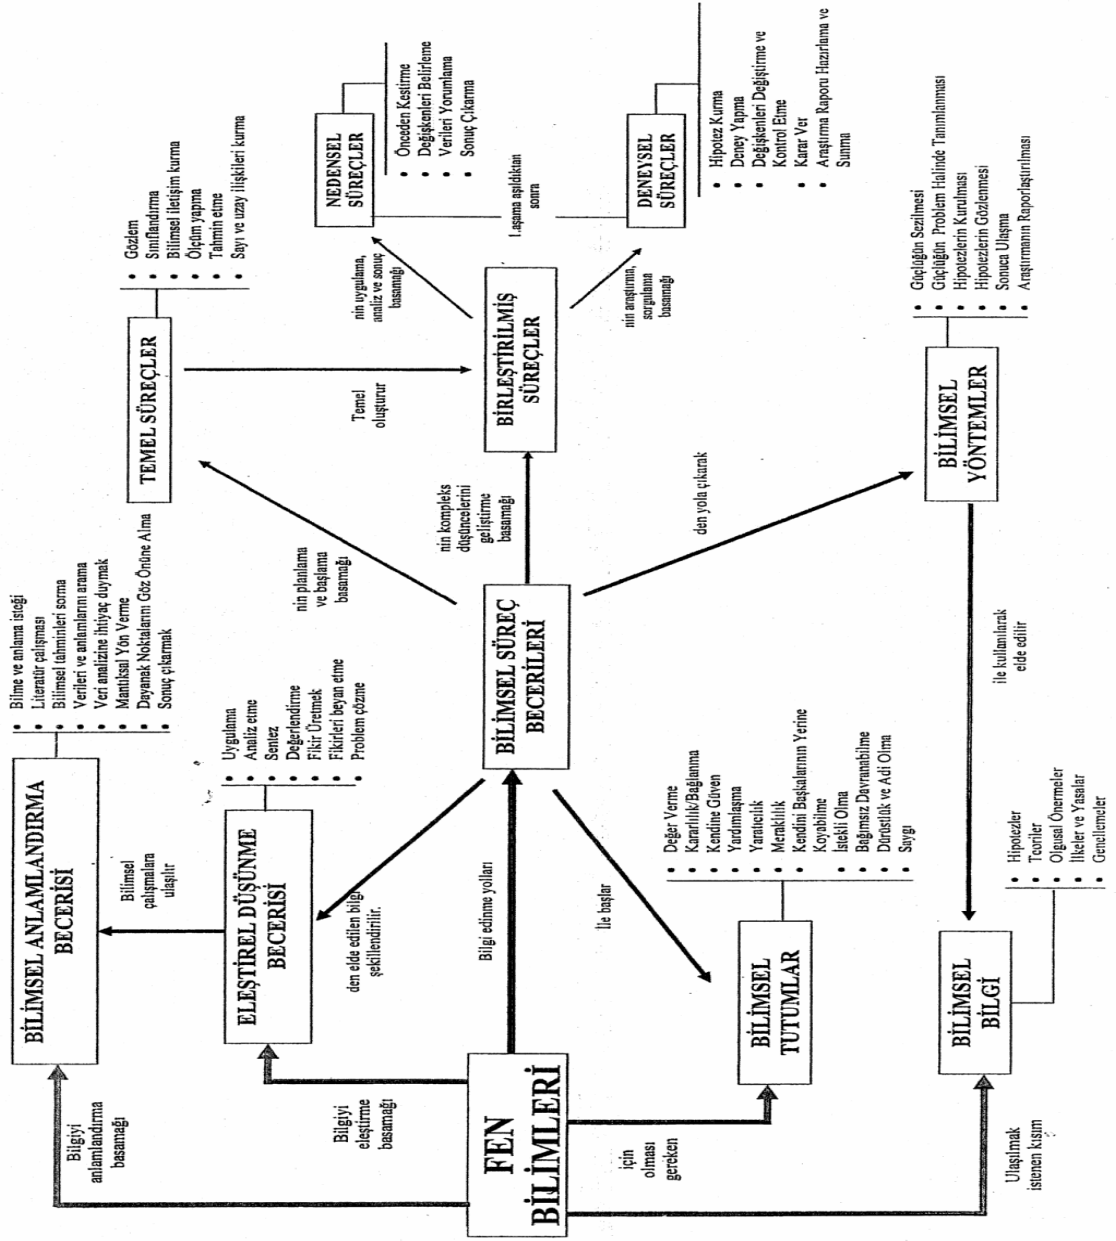 BİLİMSEL ANLAMLANDIRMA
BECERİSİ
Bilme ve anlama isteği
Literatür çalışması
Bilimsel tahminleri sorma
Verileri ve anlamlarını arama
Veri analizine ihtiyaç duymak
Mantıksal Yön Verme
Dayanak Noktalarını Göz Önüne Alma
Sonuç çıkarmak
TEMEL SÜREÇLER
Gözlem
Sınıflandırma
Bilimsel iletişim kurma
Ölçüm yapma
Tahmin etme
Sayı ve uzay ilişkileri kurma
Bilgiyi
anlamlandırma
basamağı
Bilimsel
çalışmalara
ulaşılır
ELEŞTİREL DÜŞÜNME
BECERİSİ
Uygulama
Analiz etme
Sentez
Değerlendirme
Fikir Üretmek
Fikirleri beyan etme
Problem çözme
nin planlama
ve başlama
basamağı
Temel
oluşturur
nin uygulama,
analiz ve sonuç
basamağı
NEDENSEL
SÜREÇLER
Önceden Kestirme
Değişkenleri Belirleme
Verileri Yorumlama
Sonuç Çıkarma
Bilgiyi
eleştirme
basamağı
den elde edilen bilgi
şekillendirilir.
FEN
BİLİMLERİ
Bilgi edinme yolları
BİLİMSEL SÜREÇ
BECERİLERİ
nin kompleks
düşüncelerini
geliştirme
basamağı
BİRLEŞTİRİLMİŞ
SÜREÇLER
1.aşama aşıldıktan
sonra
nin araştırma,
sorgulama
basamağı
DENEYSEL
SÜREÇLER
Hipotez Kurma
Deney Yapma
Değişkenleri Değiştirme ve
Kontrol Etme
Karar Ver
Araştırma Raporu Hazırlama ve
Sunma
için
olması
gereken
İle başlar
BİLİMSEL
TUTUMLAR
Değer Verme
Kararlılık/Bağlanma
Kendine Güven
Yardımlaşma
Yaratıcılık
Meraklılık
Kendini Başkalarının Yerine
Koyabilme
İstekli Olma
Bağımsız Davranabilme
Dürüstlük ve Adi Olma
Saygı
den yola çıkarak
BİLİMSEL
YÖNTEMLER
Güçlüğün Sezilmesi
Güçlüğün Problem Halinde Tanımlanması
Hipotezlerin Kurulması
Hipotezlerin Gözlenmesi
Sonuca Ulaşma
Araştırmanın Raporlaştırılması
ile kullanılarak
elde edilir
Ulaşılmak
istenen kısım
BİLİMSEL
BİLGİ
Hipotezler
Teoriler
Olgusal Önermeler
İlkeler ve Yasalar
Genellemeler